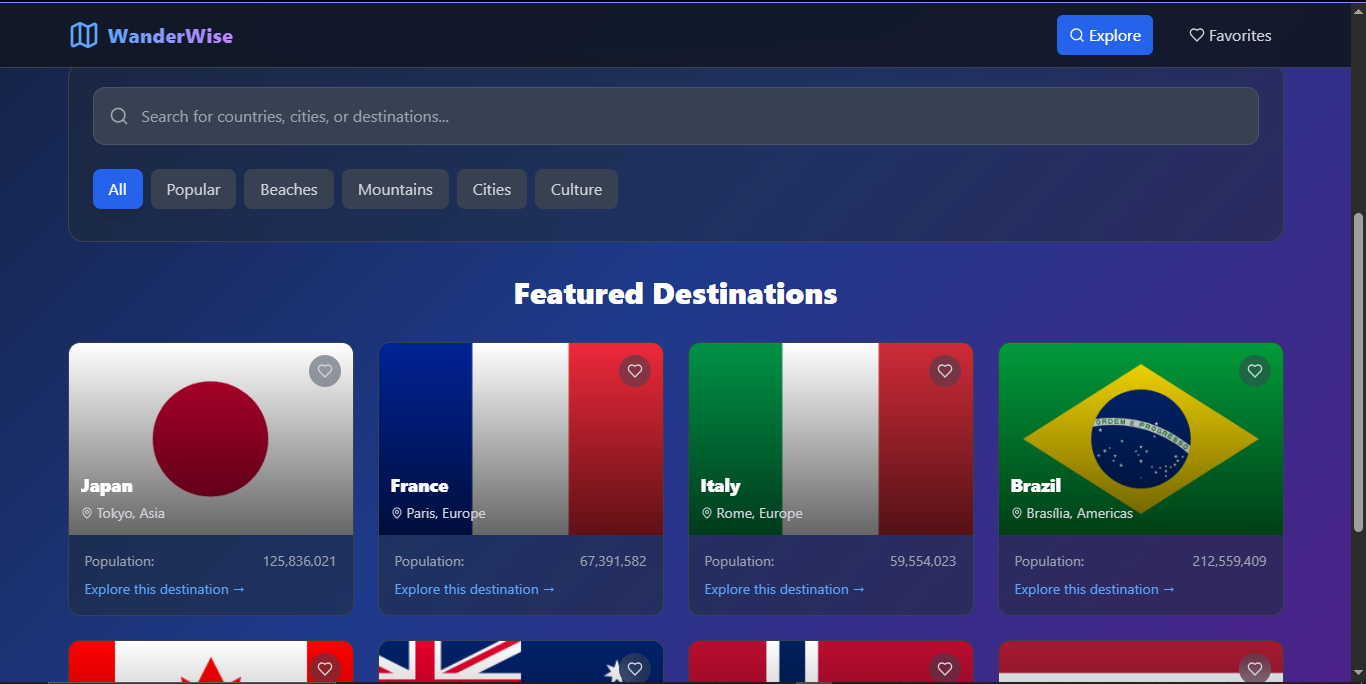 WanderWise
Explore
Favorites
Search for countries, cities, or destinations...
All Popular Beaches Mountains Cities Culture
Featured Destinations
ORDEM E PROGRESSO
Japan
Tokyo, Asia
Population: 125,836,021
Explore this destination →
France
Paris, Europe
Population: 67,391,582
Explore this destination →
Italy
Rome, Europe
Population: 59,554,023
Explore this destination →
Brazil
Brasília, Americas
Population: 212,559,409
Explore this destination →